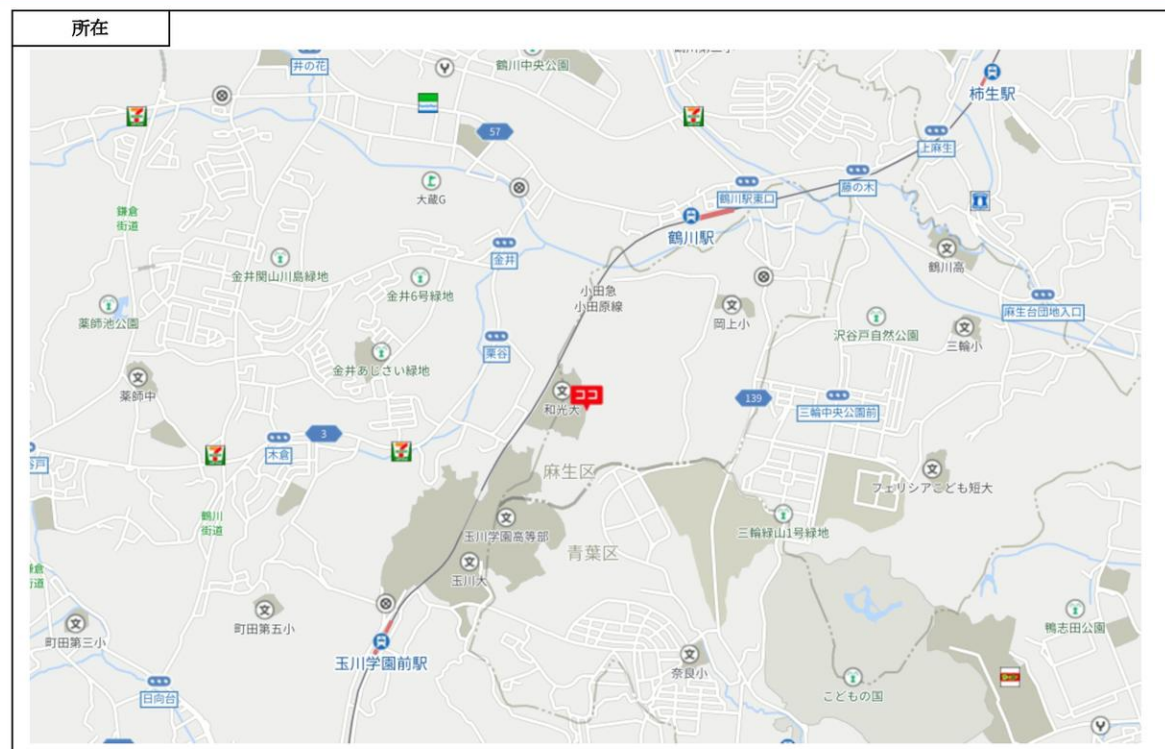 所在
井の花
鶴川中央公園
柿生駅
57
上麻生
藤の木
大蔵G
鶴川駅東口
鎌倉
街道
鶴川駅
金井
鶴川高
金井関山川島緑地
金井6号緑地
小田急
小田原線
薬師池公園
岡上小
麻生台団地入口
沢谷戸自然公園
三輪小
栗谷
金井あじさい緑地
薬師中
ココ
和光大
139
三輪中央公園前
3
木倉
谷戸
麻生区
フェリシアこども短大
鶴川
街道
玉川学園高等部
三輪緑山1号緑地
青葉区
玉川大
鎌倉
街道
町田第五小
町田第三小
鴨志田公園
玉川学園前駅
奈良小
こどもの国
日向台